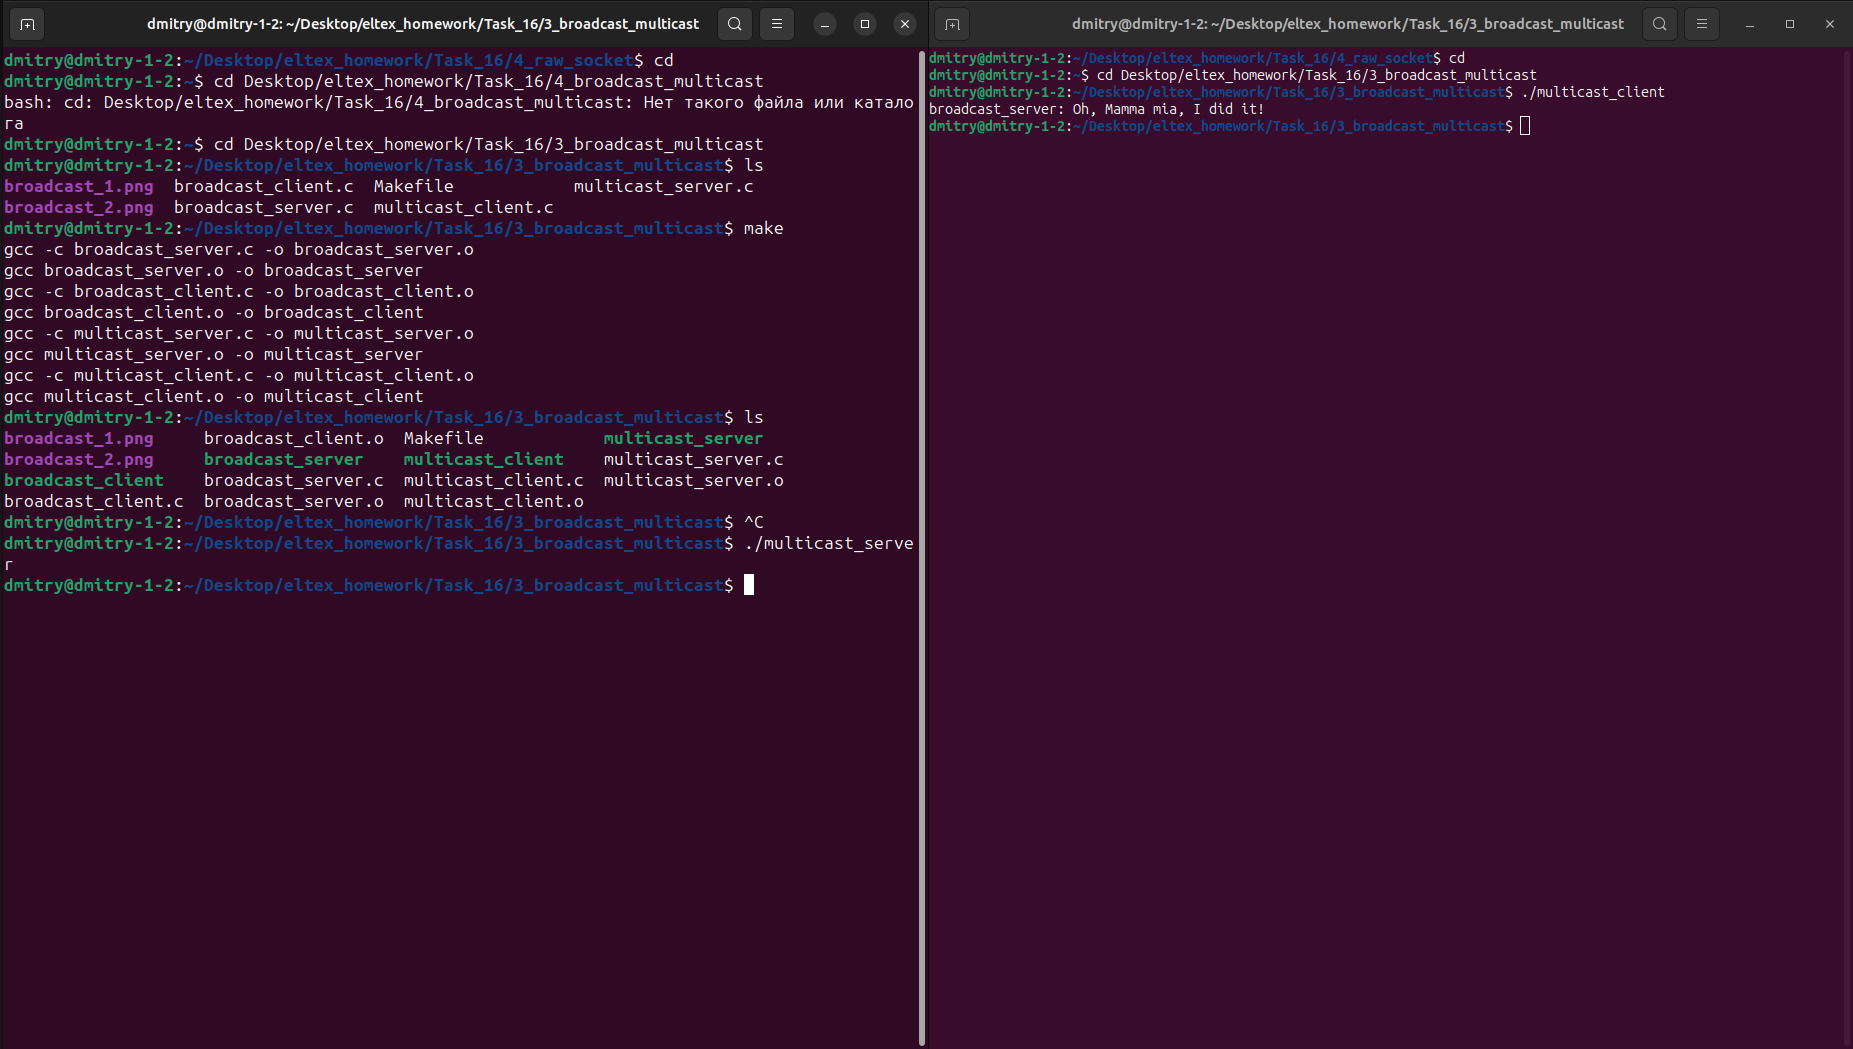 dmitry@dmitry-1-2: ~/Desktop/eltex_homework/Task_16/3_broadcast_multicast
dmitry@dmitry-1-2:~/Desktop/eltex_homework/Task_16/4_raw_socket$ cd
dmitry@dmitry-1-2:~$ cd Desktop/eltex_homework/Task_16/4_broadcast_multicast
bash: cd: Desktop/eltex_homework/Task_16/4_broadcast_multicast: Нет такого файла или катало
га
dmitry@dmitry-1-2:~$ cd Desktop/eltex_homework/Task_16/3_broadcast_multicast
dmitry@dmitry-1-2:~/Desktop/eltex_homework/Task_16/3_broadcast_multicast$ ls
broadcast_1.png  broadcast_client.c  Makefile            multicast_server.c
broadcast_2.png  broadcast_server.c  multicast_client.c
dmitry@dmitry-1-2:~/Desktop/eltex_homework/Task_16/3_broadcast_multicast$ make
gcc -c broadcast_server.c -o broadcast_server.o
gcc broadcast_server.o -o broadcast_server
gcc -c broadcast_client.c -o broadcast_client.o
gcc broadcast_client.o -o broadcast_client
gcc -c multicast_server.c -o multicast_server.o
gcc multicast_server.o -o multicast_server
gcc -c multicast_client.c -o multicast_client.o
gcc multicast_client.o -o multicast_client
dmitry@dmitry-1-2:~/Desktop/eltex_homework/Task_16/3_broadcast_multicast$ ls
broadcast_1.png     broadcast_client.o  Makefile            multicast_server
broadcast_2.png     broadcast_server    multicast_client    multicast_server.c
broadcast_client    broadcast_server.c  multicast_client.c  multicast_server.o
broadcast_client.c  broadcast_server.o  multicast_client.o
dmitry@dmitry-1-2:~/Desktop/eltex_homework/Task_16/3_broadcast_multicast$ ^C
dmitry@dmitry-1-2:~/Desktop/eltex_homework/Task_16/3_broadcast_multicast$ ./multicast_serve
r
dmitry@dmitry-1-2:~/Desktop/eltex_homework/Task_16/3_broadcast_multicast$
dmitry@dmitry-1-2: ~/Desktop/eltex_homework/Task_16/3_broadcast_multicast
dmitry@dmitry-1-2:~/Desktop/eltex_homework/Task_16/4_raw_socket$ cd
dmitry@dmitry-1-2:~$ cd Desktop/eltex_homework/Task_16/3_broadcast_multicast
dmitry@dmitry-1-2:~/Desktop/eltex_homework/Task_16/3_broadcast_multicast$ ./multicast_client
broadcast_server: Oh, Mamma mia, I did it!
dmitry@dmitry-1-2:~/Desktop/eltex_homework/Task_16/3_broadcast_multicast$